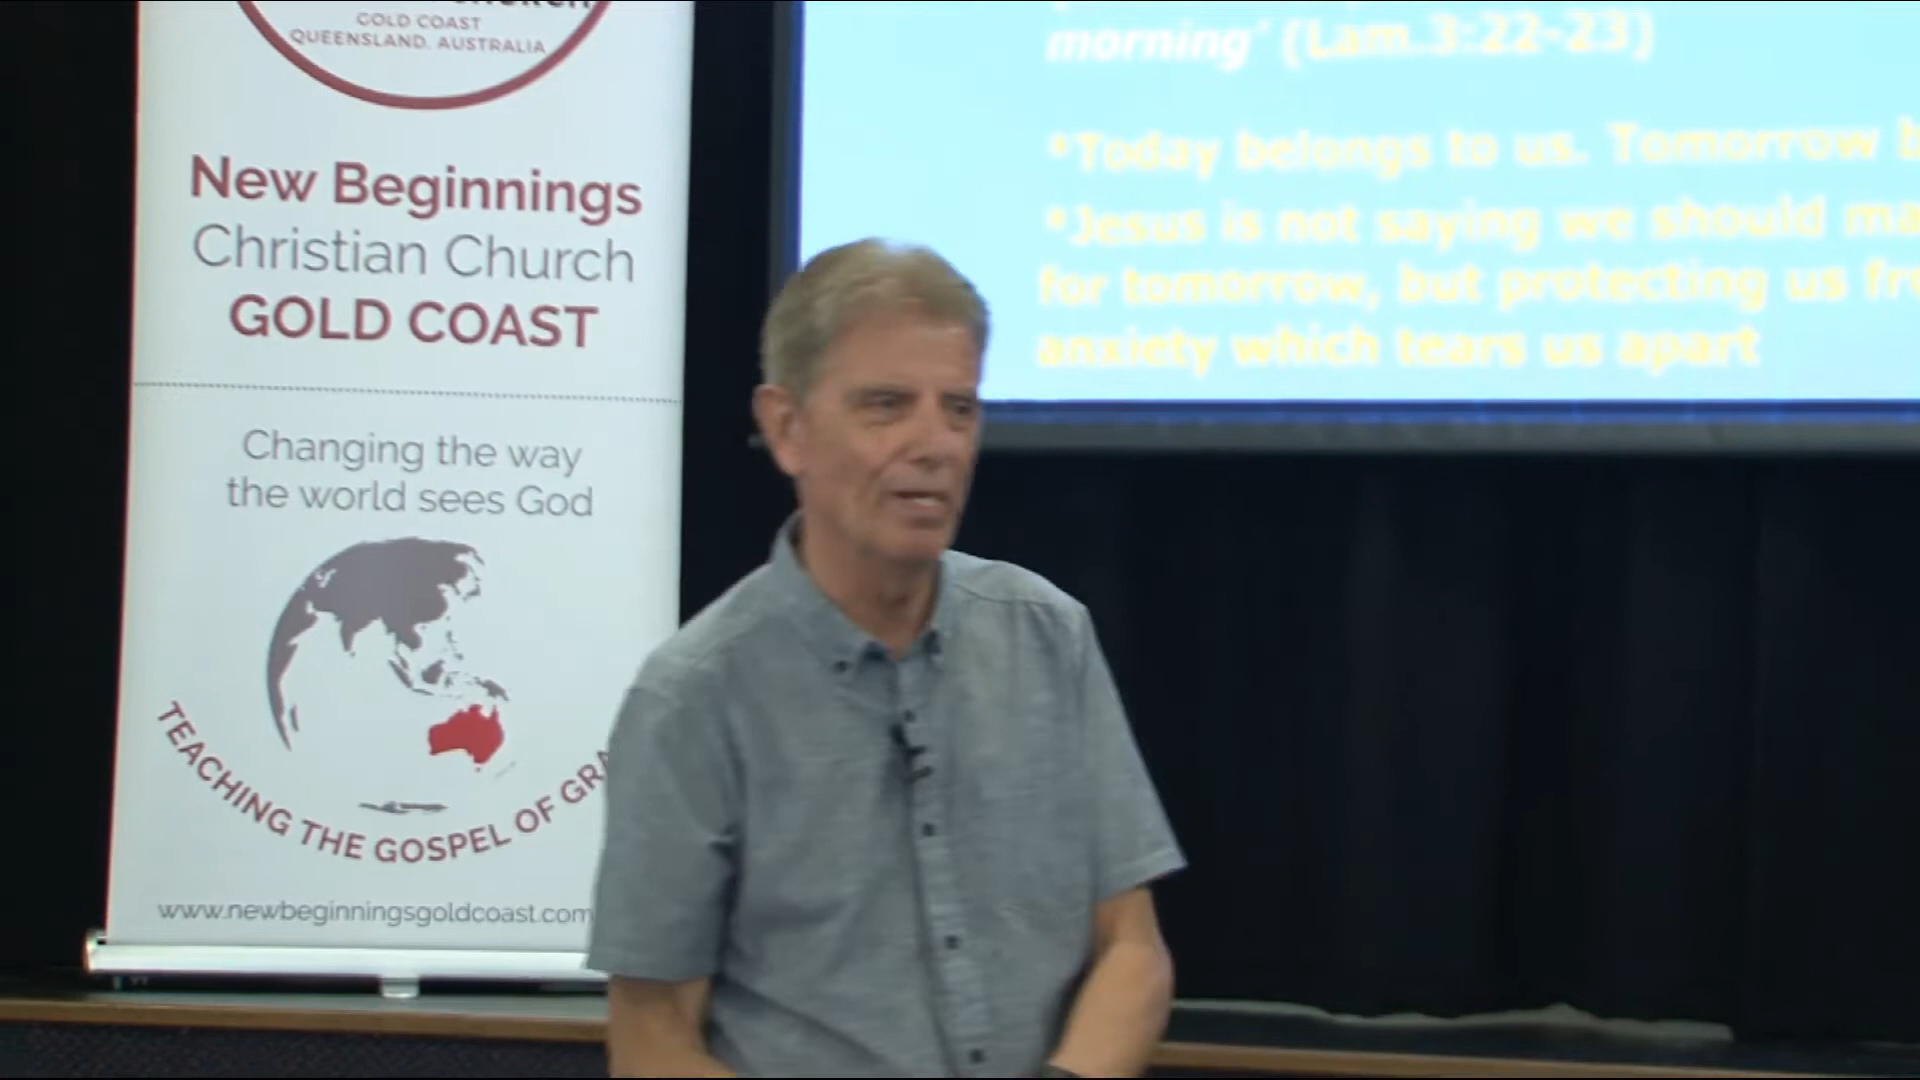 GOLD COAST
QUEENSLAND, AUSTRALIA
New Beginnings
Christian Church
GOLD COAST
Changing the way
the world sees God
TEACHING THE GOSPEL OF GRA
www.newbeginningsgoldcoast.com
morning' (Lam.3:22-23)
*Today belongs to us. Tomorrow b
*Jesus is not saying we should ma
for tomorrow, but protecting us fr
anxiety which tears us apart